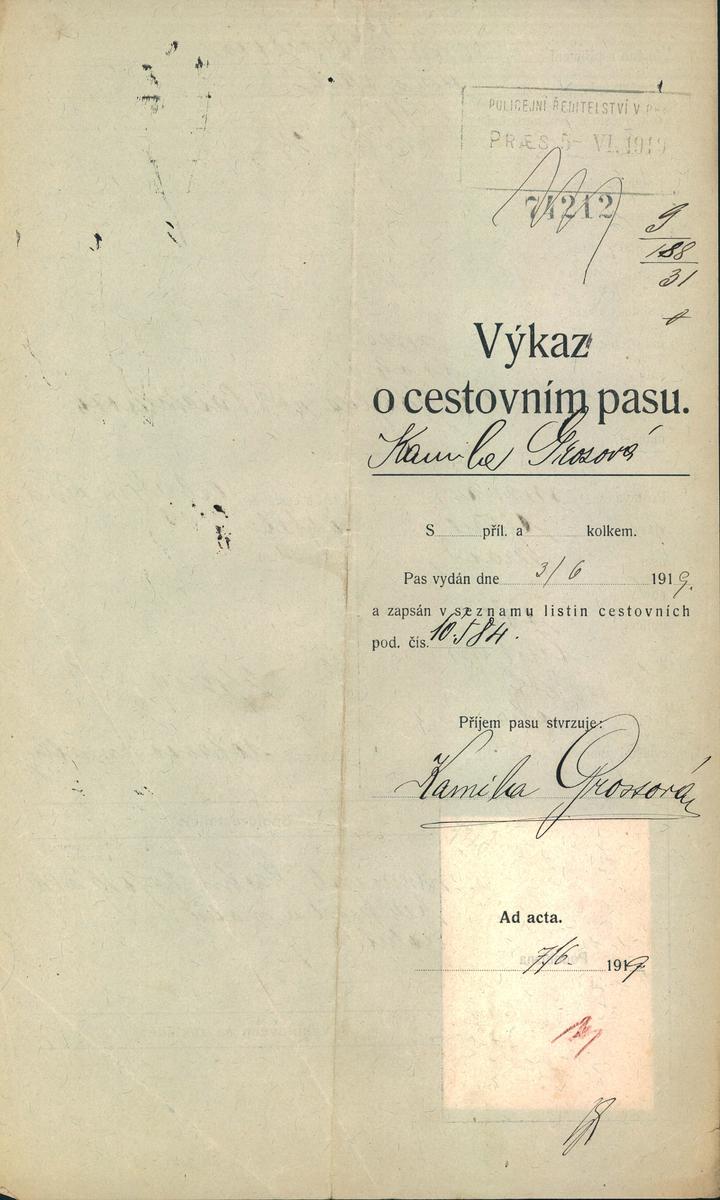 POLICEJNÍ ŘEDITELSTVÍ V
PRÆS 5- VI. 1919
74212
9
188
31
Výkaz
o cestovním pasu.
Kamila Grosová
S příl. a kolkem.
Pas vydán dne 3/6 1919.
a zapsán v seznamu listin cestovních
pod. čís. 10.584.
Příjem pasu stvrzuje:
Kamila Grossová
Ad acta.
7/6. 1919